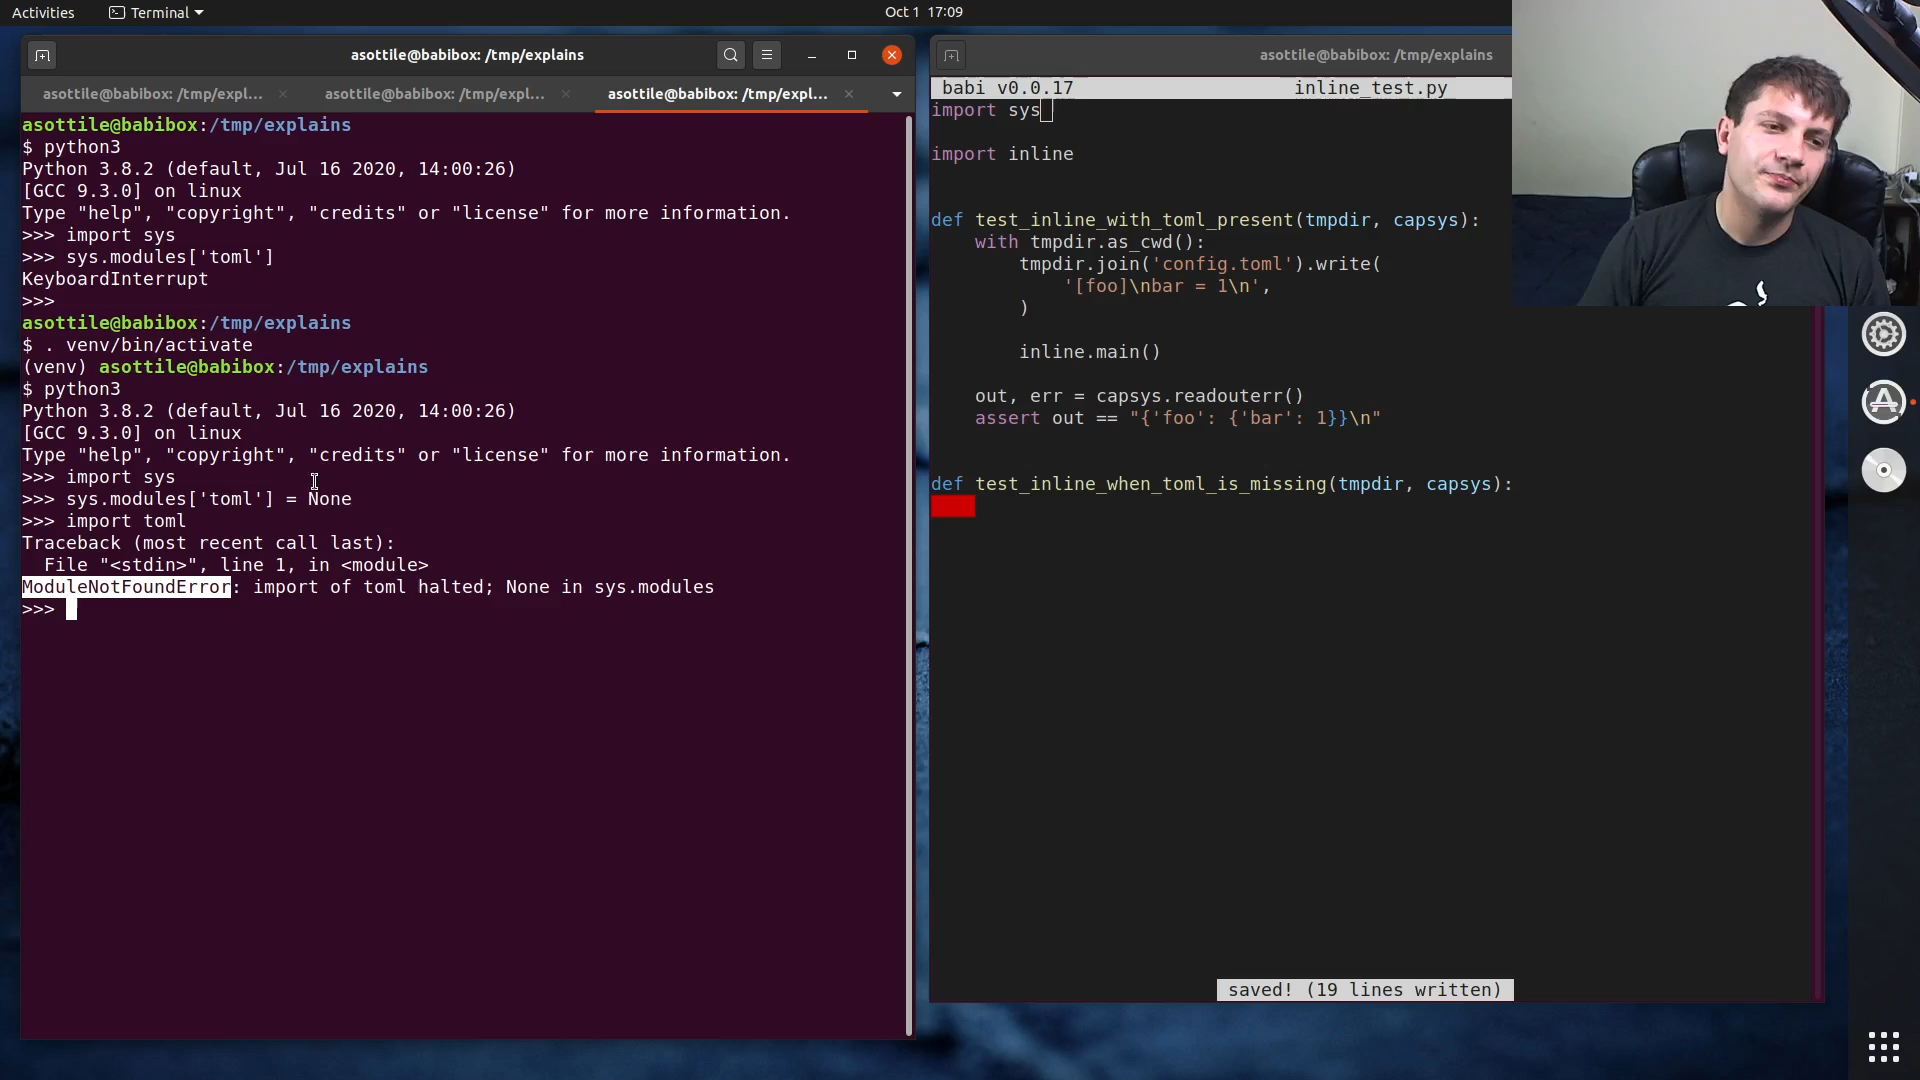 Activities
Terminal
Oct 1 17:09
asottile@babibox: /tmp/explains
asottile@babibox: /tmp/expl...
asottile@babibox: /tmp/expl...
asottile@babibox: /tmp/expl...
asottile@babibox:/tmp/explains
$ python3
Python 3.8.2 (default, Jul 16 2020, 14:00:26)
[GCC 9.3.0] on linux
Type "help", "copyright", "credits" or "license" for more information.
>>> import sys
>>> sys.modules['toml']
KeyboardInterrupt
>>>
asottile@babibox:/tmp/explains
$ . venv/bin/activate
(venv) asottile@babibox:/tmp/explains
$ python3
Python 3.8.2 (default, Jul 16 2020, 14:00:26)
[GCC 9.3.0] on linux
Type "help", "copyright", "credits" or "license" for more information.
>>> import sys
>>> sys.modules['toml'] = None
>>> import toml
Traceback (most recent call last):
  File "<stdin>", line 1, in <module>
ModuleNotFoundError: import of toml halted; None in sys.modules
>>>
asottile@babibox: /tmp/explains
babi v0.0.17 inline_test.py
import sys
import inline
def test_inline_with_toml_present(tmpdir, capsys):
    with tmpdir.as_cwd():
        tmpdir.join('config.toml').write(
            '[foo]\nbar = 1\n',
        )
        inline.main()
    out, err = capsys.readouterr()
    assert out == "{'foo': {'bar': 1}}\n"
def test_inline_when_toml_is_missing(tmpdir, capsys):
saved! (19 lines written)